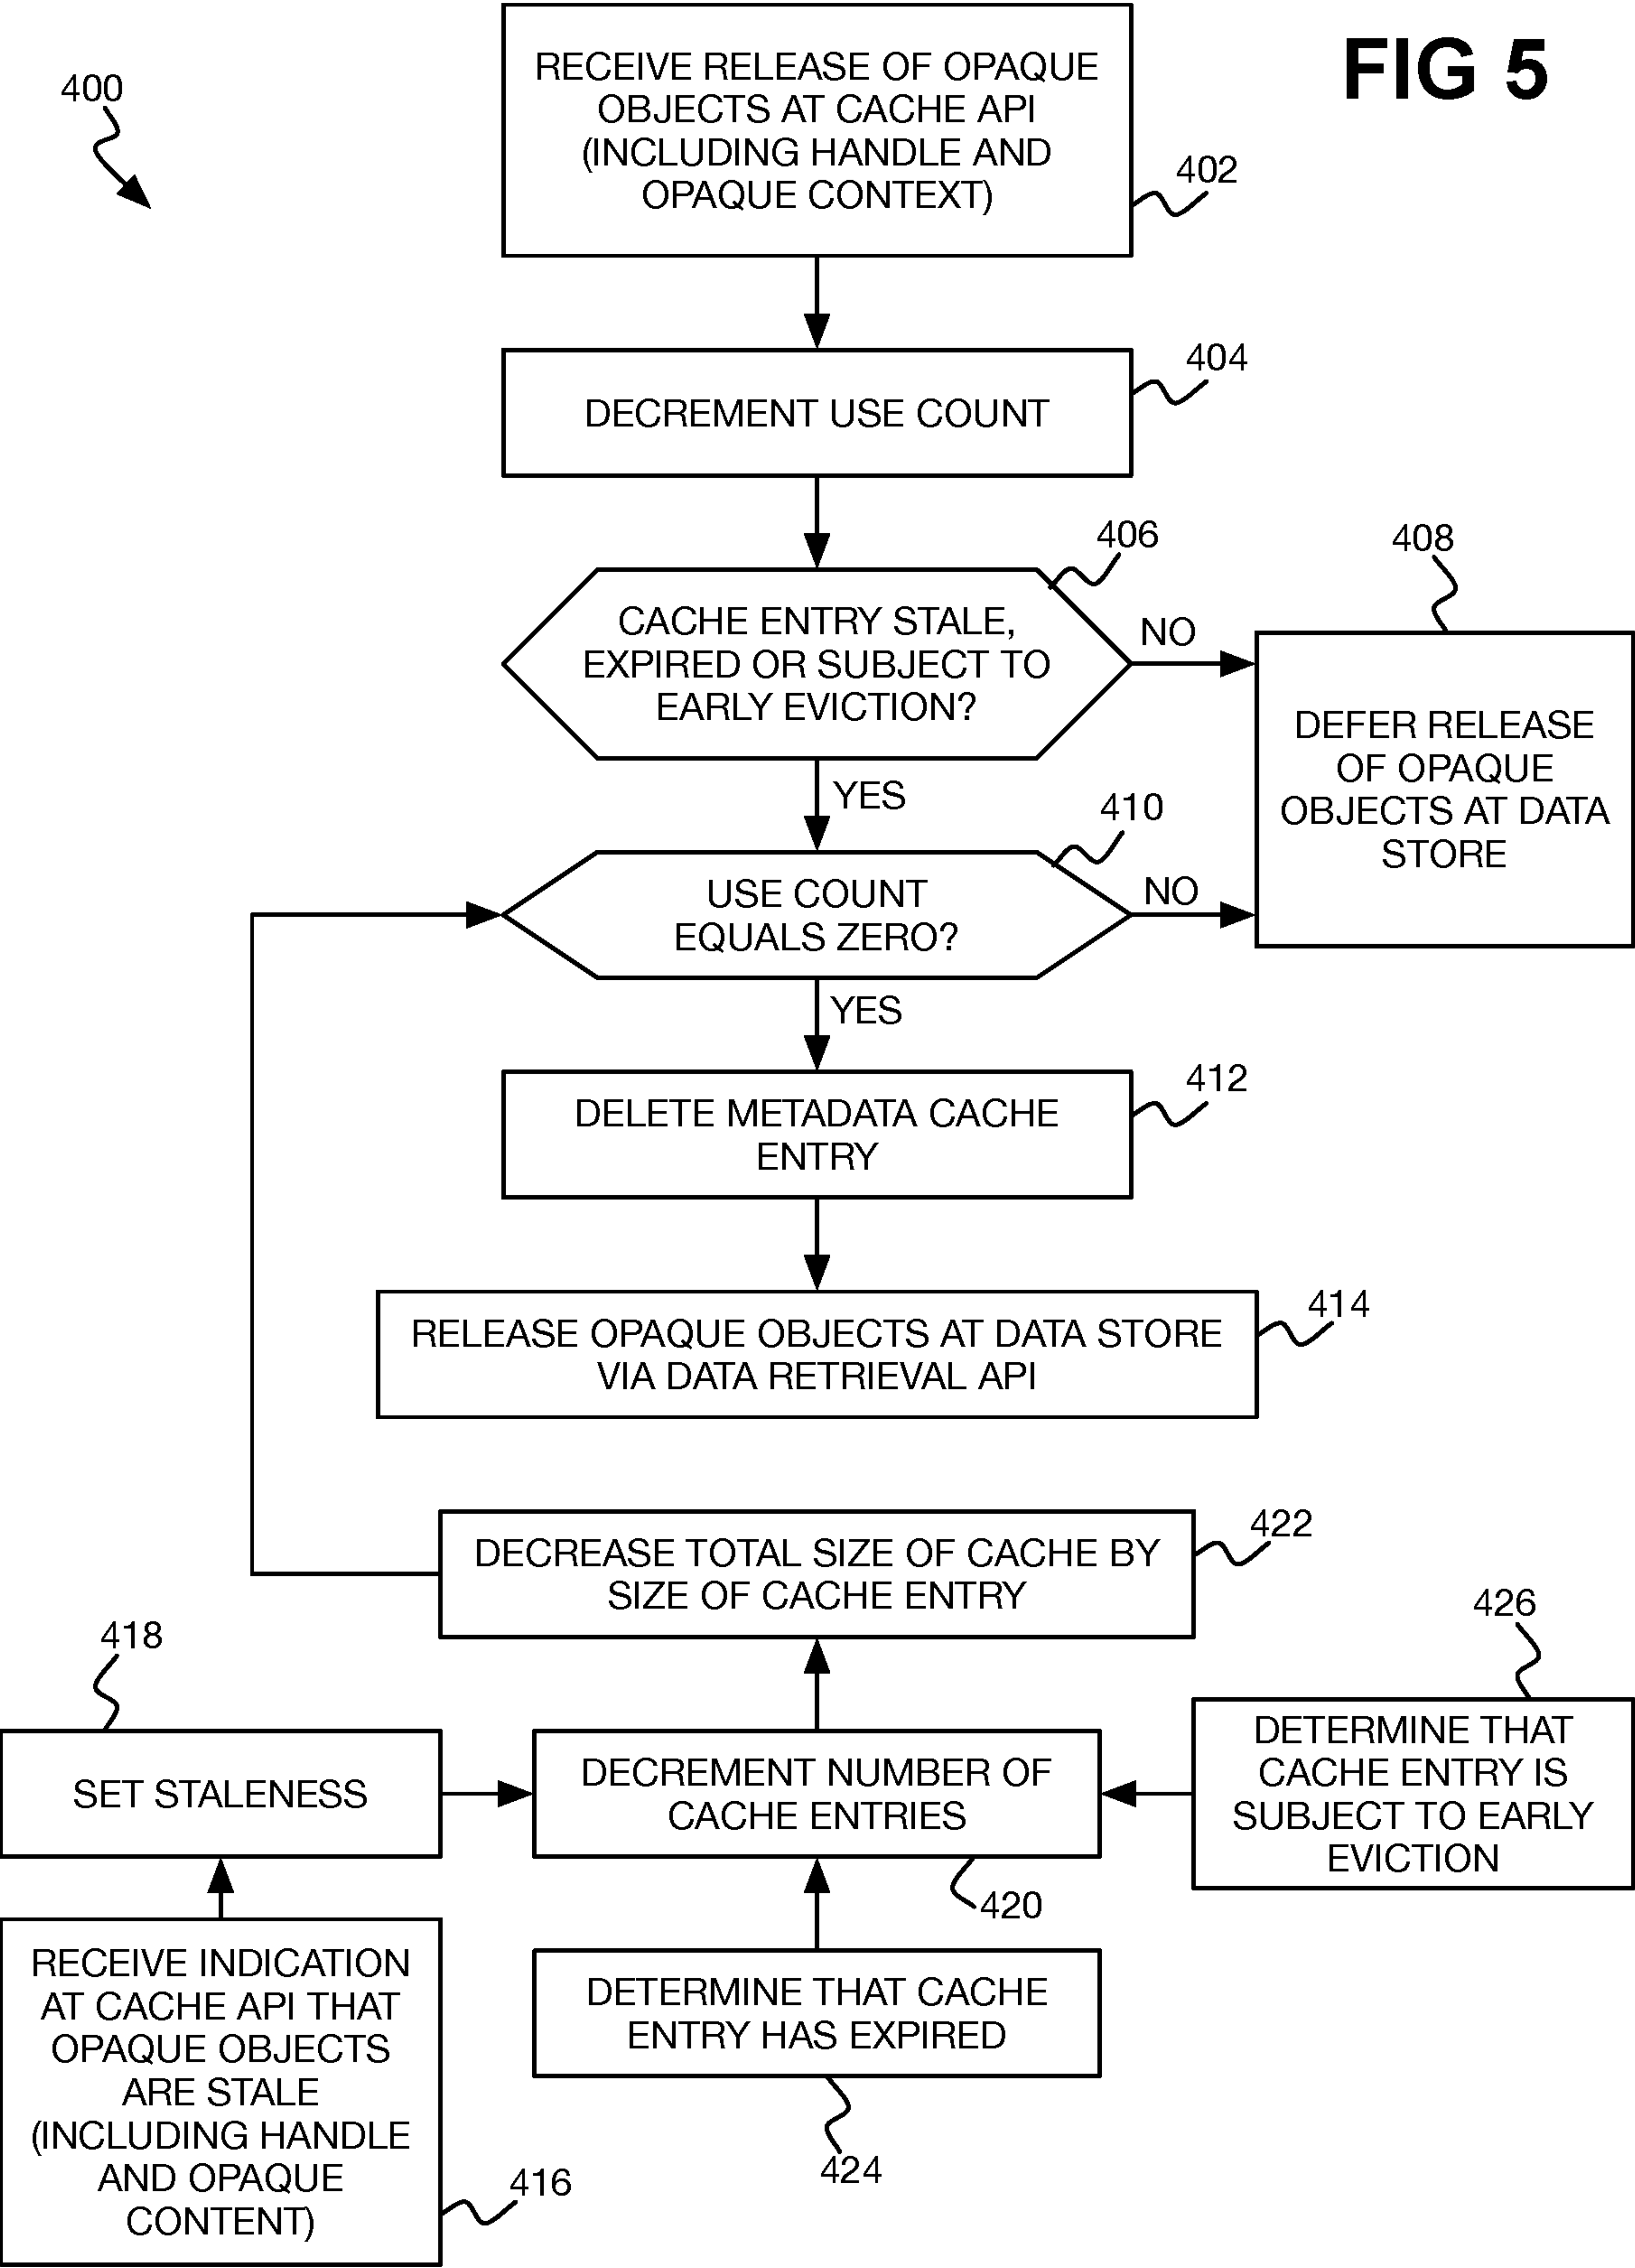 FIG 5
400
RECEIVE RELEASE OF OPAQUE
OBJECTS AT CACHE API
(INCLUDING HANDLE AND
OPAQUE CONTEXT)
402
404
DECREMENT USE COUNT
406
408
CACHE ENTRY STALE,
EXPIRED OR SUBJECT TO
EARLY EVICTION?
NO
DEFER RELEASE
OF OPAQUE
OBJECTS AT DATA
STORE
YES
410
USE COUNT
EQUALS ZERO?
NO
YES
412
DELETE METADATA CACHE
ENTRY
414
RELEASE OPAQUE OBJECTS AT DATA STORE
VIA DATA RETRIEVAL API
422
DECREASE TOTAL SIZE OF CACHE BY
SIZE OF CACHE ENTRY
426
418
SET STALENESS
DECREMENT NUMBER OF
CACHE ENTRIES
DETERMINE THAT
CACHE ENTRY IS
SUBJECT TO EARLY
EVICTION
420
RECEIVE INDICATION
AT CACHE API THAT
OPAQUE OBJECTS
ARE STALE
(INCLUDING HANDLE
AND OPAQUE
CONTENT)
416
DETERMINE THAT CACHE
ENTRY HAS EXPIRED
424